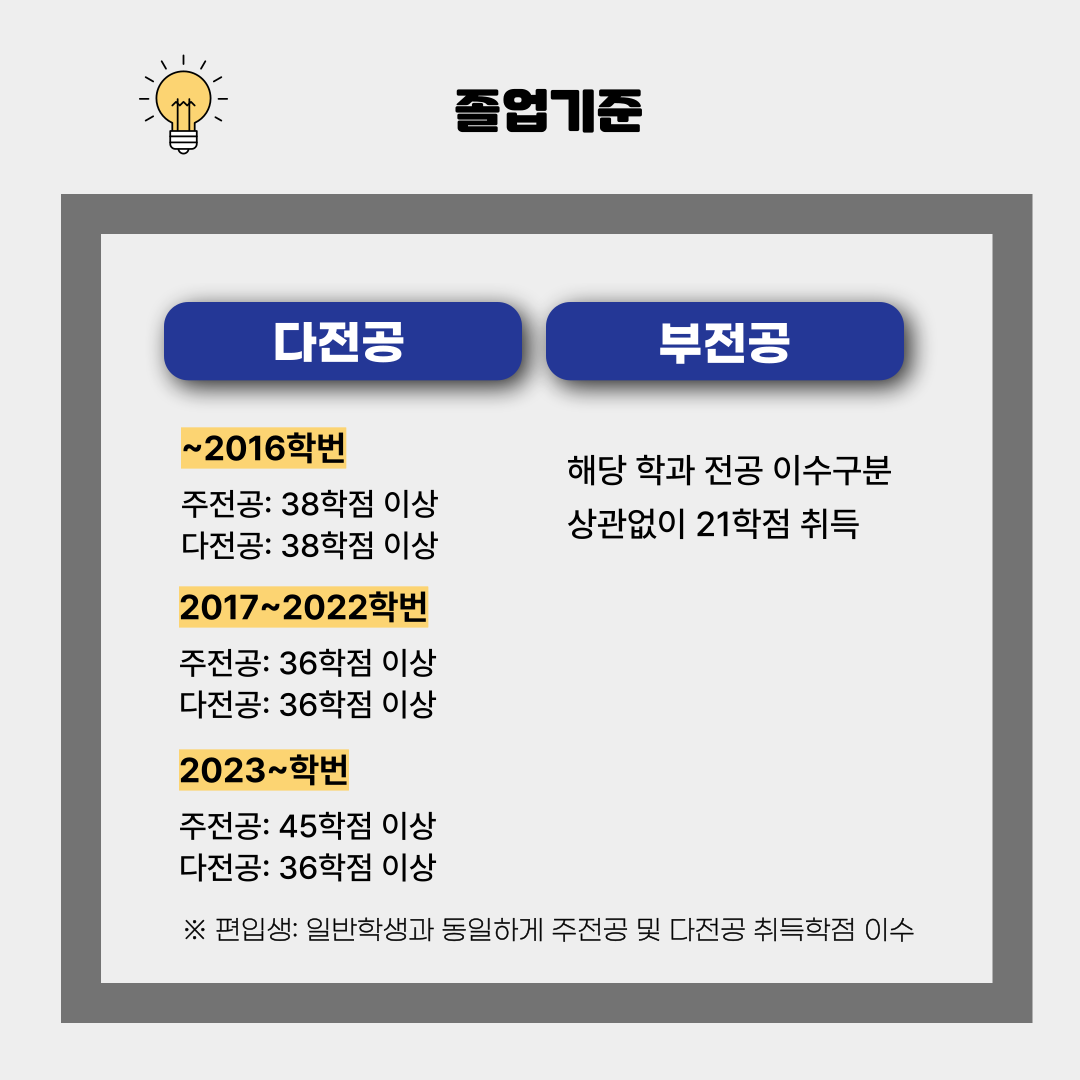 졸업기준
다전공
부전공
~2016학번
주전공: 38학점 이상
다전공: 38학점 이상
2017~2022학번
주전공: 36학점 이상
다전공: 36학점 이상
2023~학번
주전공: 45학점 이상
다전공: 36학점 이상
해당 학과 전공 이수구분
상관없이 21학점 취득
※ 편입생: 일반학생과 동일하게 주전공 및 다전공 취득학점 이수